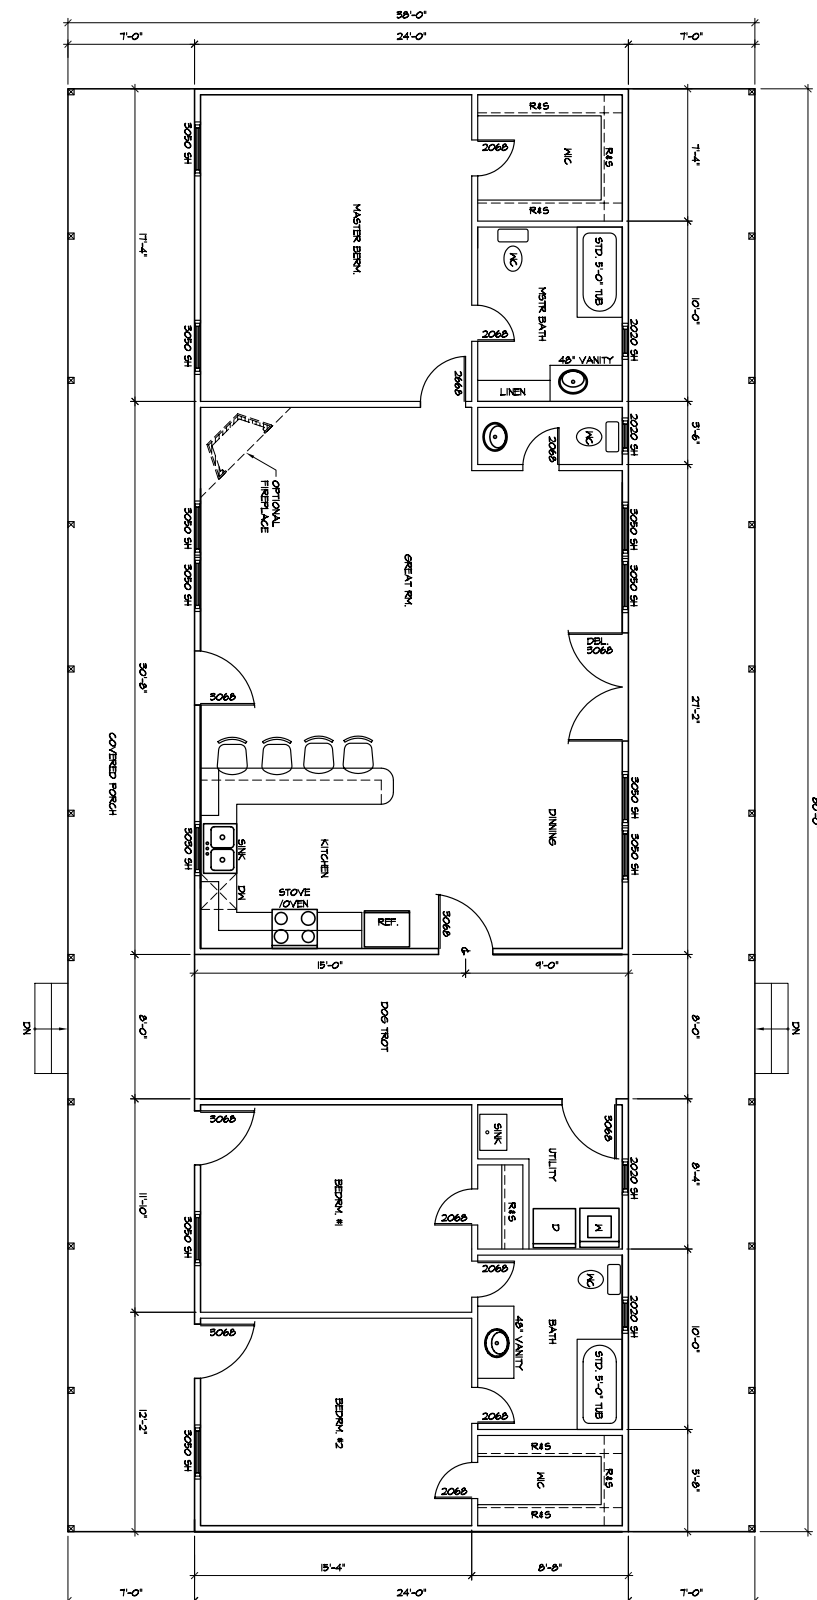 38'-0"
7'-0"
24'-0"
7'-0"
3050 SH
17'-4"
MASTER BERM.
3050 SH
2068
R&S
WIC
R&S
R&S
7'-4"
WC
STD. 5'-0" TUB
MSTR BATH
2068
48" VANITY
LINEN
2020 SH
10'-0"
2668
2068
WC
2020 SH
3'-6"
OPTIONAL
FIREPLACE
3050 SH
3050 SH
GREAT RM.
3050 SH
3050 SH
DBL.
3068
30'-8"
3068
27'-2"
COVERED PORCH
DINNING
3050 SH
3050 SH
3050 SH
SINK
KITCHEN
DW
STOVE
/OVEN
REF.
3068
15'-0"
9'-0"
8'-0"
DOG TROT
8'-0"
DN
DN
3068
SINK
UTILITY
3068
2020 SH
8'-4"
11'-10"
BEDRM. #1
2068
R&S
D
W
3050 SH
2068
WC
2020 SH
3068
48" VANITY
BATH
STD. 5'-0" TUB
10'-0"
12'-2"
BEDRM. #2
2068
3050 SH
2068
R&S
WIC
R&S
R&S
5'-8"
15'-4"
8'-8"
7'-0"
24'-0"
7'-0"